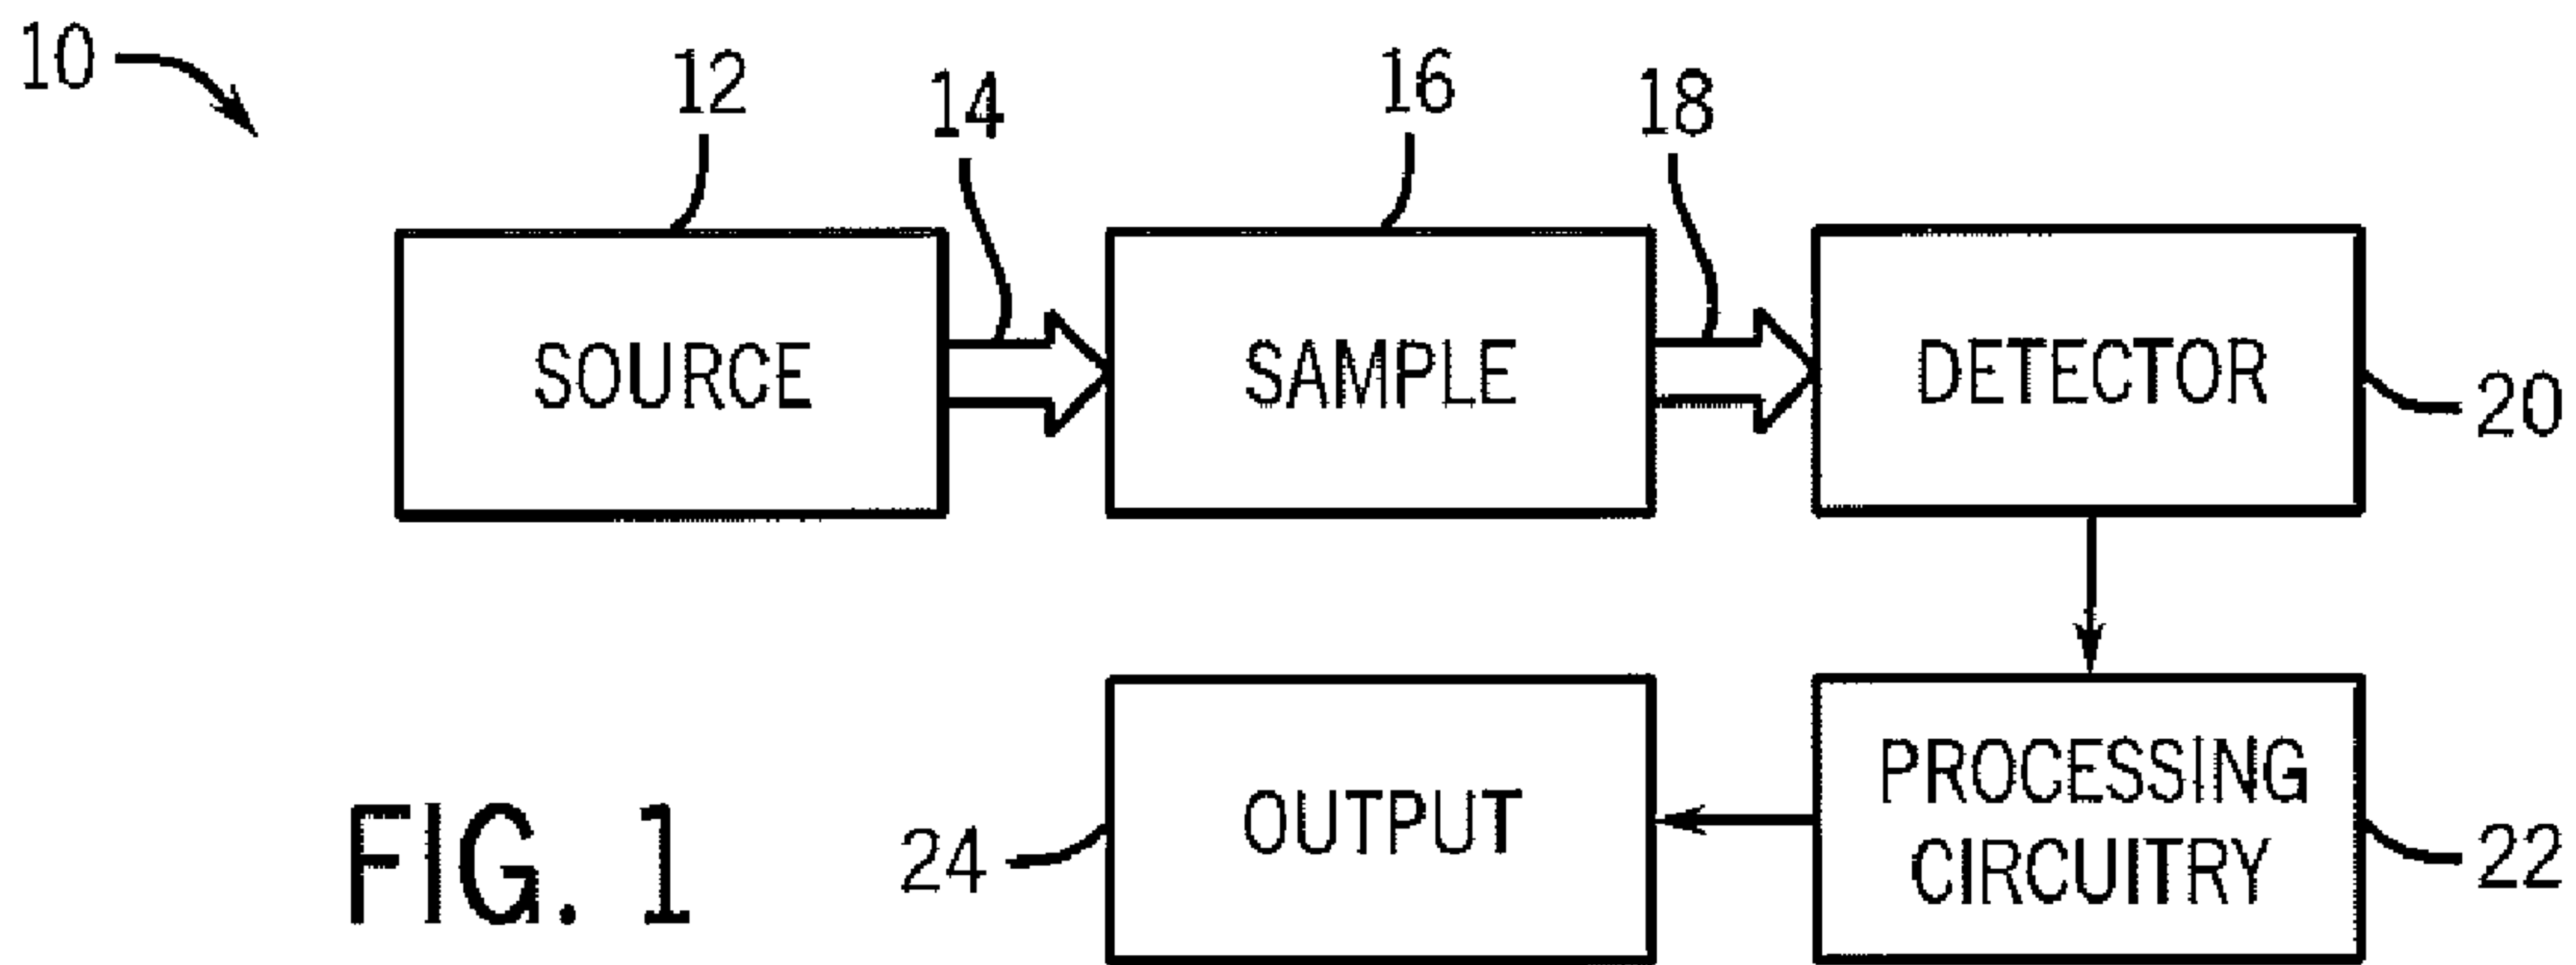 10
12
14
16
18
SOURCE
SAMPLE
DETECTOR
20
OUTPUT
24
PROCESSING
CIRCUITRY
22
FIG. 1